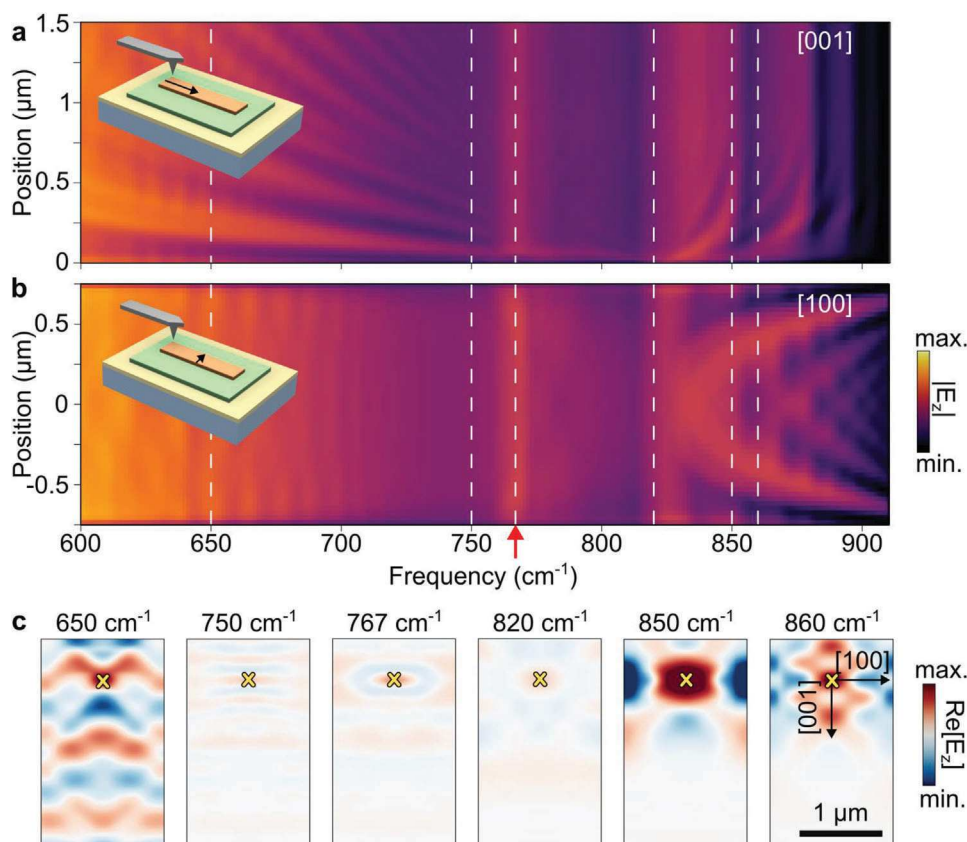 a
[001]
Position (µm)
1.5
1
0.5
0
b
[100]
Position (µm)
0.5
0
-0.5
600
650
700
750
800
850
900
Frequency (cm⁻¹)
max.
|E_z|
min.
c
650 cm⁻¹
750 cm⁻¹
767 cm⁻¹
820 cm⁻¹
850 cm⁻¹
860 cm⁻¹
[100]
[001]
1 µm
max.
Re[E_z]
min.